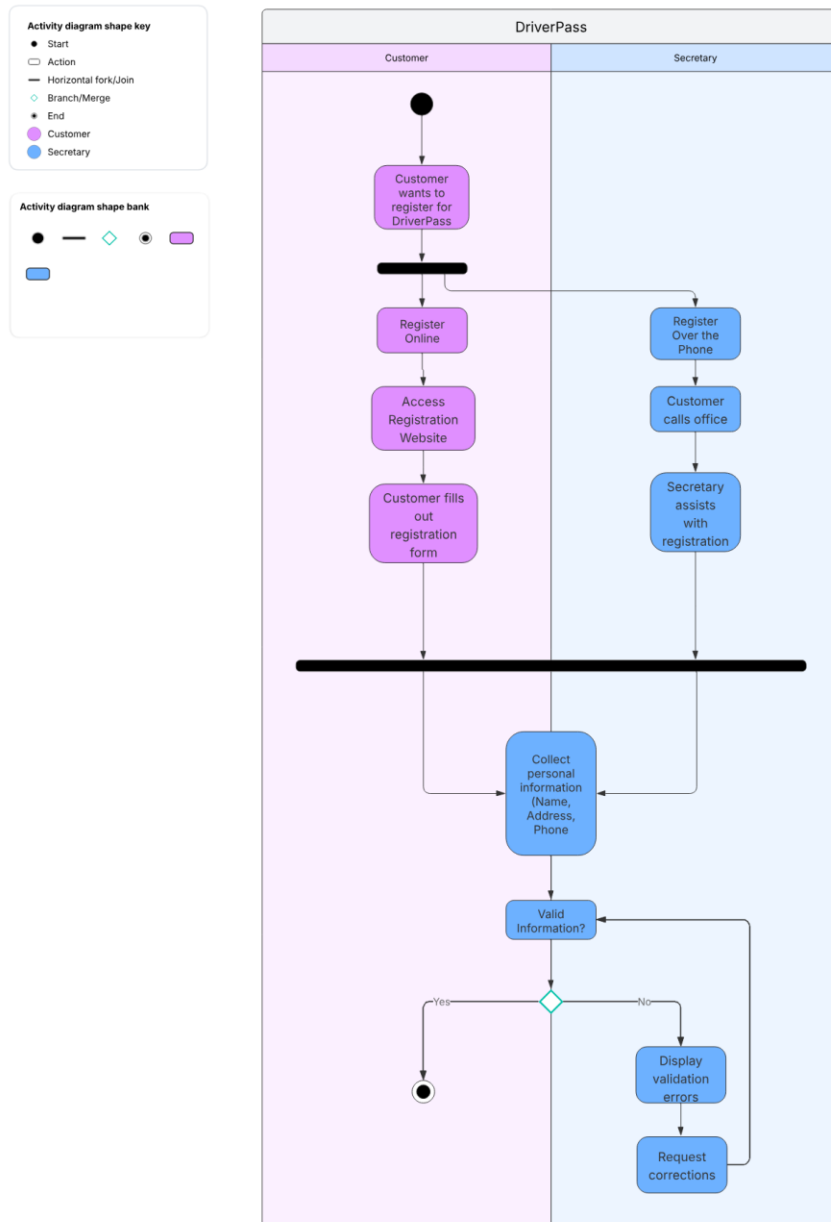 Activity diagram shape key
Start
Action
Horizontal fork/Join
Branch/Merge
End
Customer
Secretary
Activity diagram shape bank
DriverPass
Customer
Secretary
Customer
wants to
register for
DriverPass
Register
Online
Register
Over the
Phone
Access
Registration
Website
Customer
calls office
Customer fills
out
registration
form
Secretary
assists
with
registration
Collect
personal
information
(Name,
Address,
Phone
Valid
Information?
Yes
No
Display
validation
errors
Request
corrections